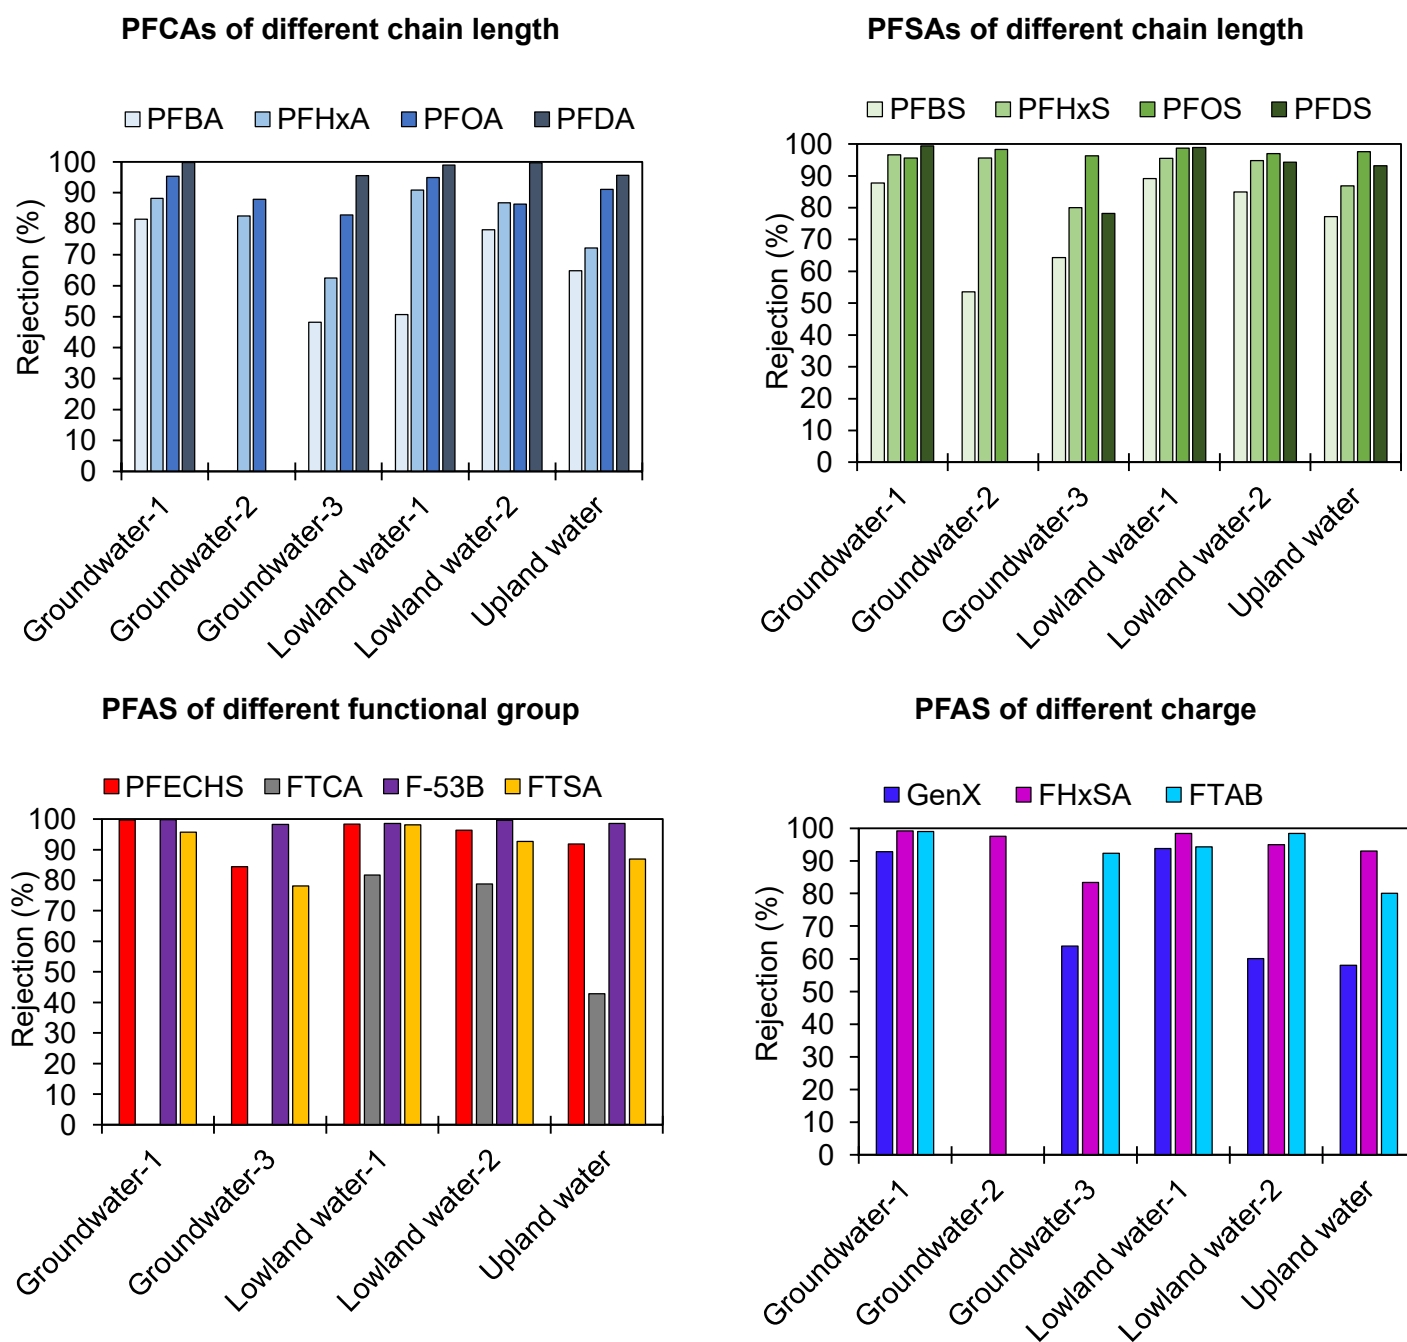 PFCAs of different chain length
PFBA PFHxA PFOA PFDA
Rejection (%)
100
90
80
70
60
50
40
30
20
10
0
Groundwater-1
Groundwater-2
Groundwater-3
Lowland water-1
Lowland water-2
Upland water
PFSAs of different chain length
PFBS PFHxS PFOS PFDS
Rejection (%)
100
90
80
70
60
50
40
30
20
10
0
Groundwater-1
Groundwater-2
Groundwater-3
Lowland water-1
Lowland water-2
Upland water
PFAS of different functional group
PFECHS FTCA F-53B FTSA
Rejection (%)
100
90
80
70
60
50
40
30
20
10
0
Groundwater-1
Groundwater-3
Lowland water-1
Lowland water-2
Upland water
PFAS of different charge
GenX FHxSA FTAB
Rejection (%)
100
90
80
70
60
50
40
30
20
10
0
Groundwater-1
Groundwater-2
Groundwater-3
Lowland water-1
Lowland water-2
Upland water